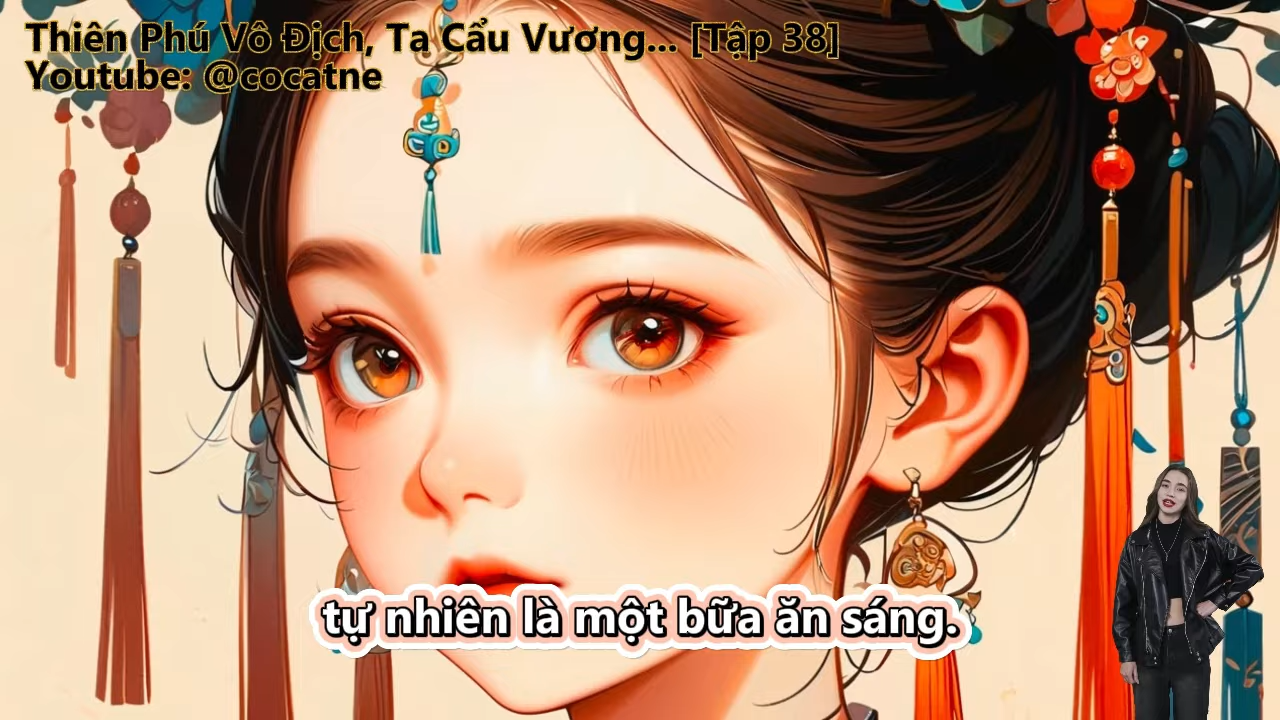 Thiên Phú Vô Địch, Ta Cẩu Vương... [Tập 38]
Youtube: @cocatne
tự nhiên là một bữa ăn sáng.